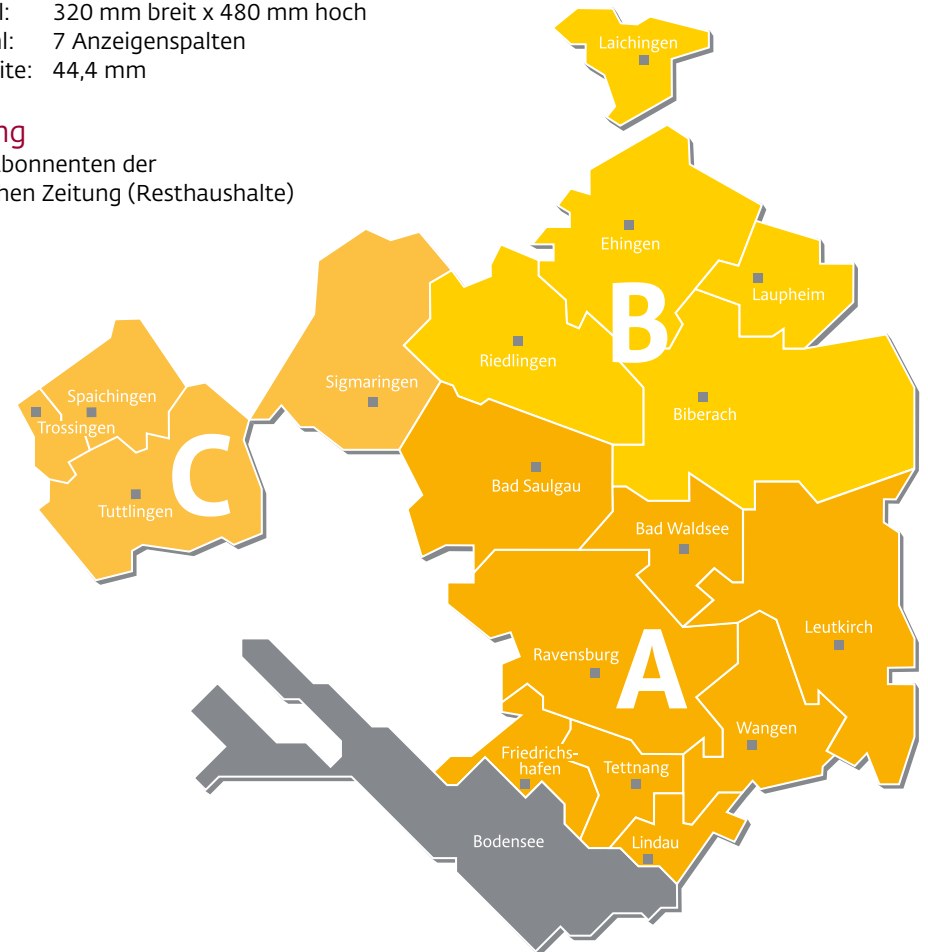 l: 320 mm breit x 480 mm hoch
hl: 7 Anzeigenspalten
ite: 44,4 mm
ng
Abonnenten der
hen Zeitung (Resthaushalte)
Laichingen
Ehingen
Laupheim
B
Riedlingen
Sigmaringen
Biberach
Spaichingen
Trossingen
C
Tuttlingen
Bad Saulgau
Bad Waldsee
Leutkirch
Ravensburg
A
Wangen
Friedrichs-
hafen
Tettnang
Bodensee
Lindau